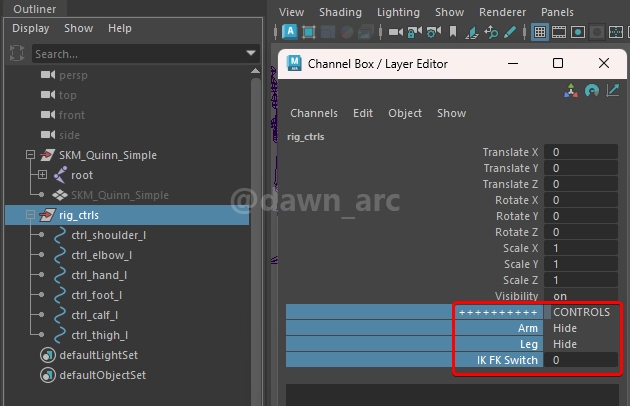 Outliner
Display Show Help
Search...
persp
top
front
side
SKM_Quinn_Simple
root
SKM_Quinn_Simple
rig_ctrls
ctrl_shoulder_l
ctrl_elbow_l
ctrl_hand_l
ctrl_foot_l
ctrl_calf_l
ctrl_thigh_l
defaultLightSet
defaultObjectSet
View Shading Lighting Show Renderer Panels
Channel Box / Layer Editor
Channels Edit Object Show
rig_ctrls
Translate X 0
Translate Y 0
Translate Z 0
Rotate X 0
Rotate Y 0
Rotate Z 0
Scale X 1
Scale Y 1
Scale Z 1
Visibility on
++++++++++ CONTROLS
Arm Hide
Leg Hide
IK FK Switch 0
@dawn_arc